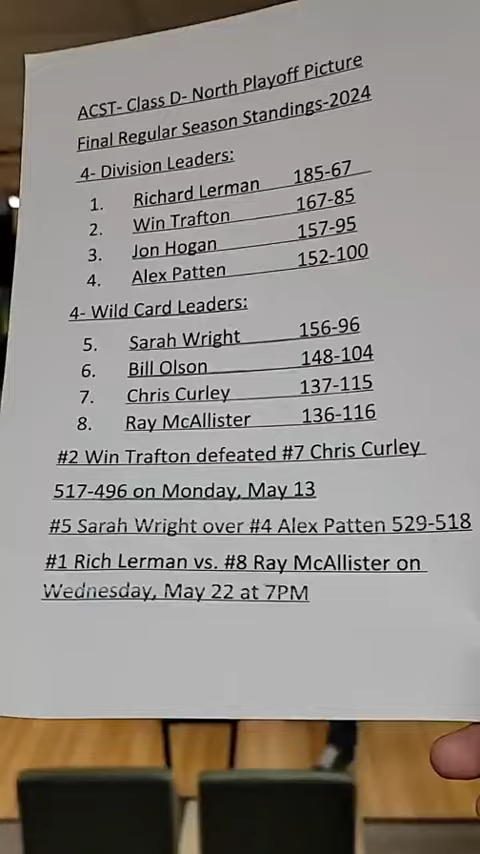 ACST- Class D- North Playoff Picture
Final Regular Season Standings-2024
4- Division Leaders:
1. Richard Lerman 185-67
2. Win Trafton 167-85
3. Jon Hogan 157-95
4. Alex Patten 152-100
4- Wild Card Leaders:
5. Sarah Wright 156-96
6. Bill Olson 148-104
7. Chris Curley 137-115
8. Ray McAllister 136-116
#2 Win Trafton defeated #7 Chris Curley
517-496 on Monday, May 13
#5 Sarah Wright over #4 Alex Patten 529-518
#1 Rich Lerman vs. #8 Ray McAllister on
Wednesday, May 22 at 7PM